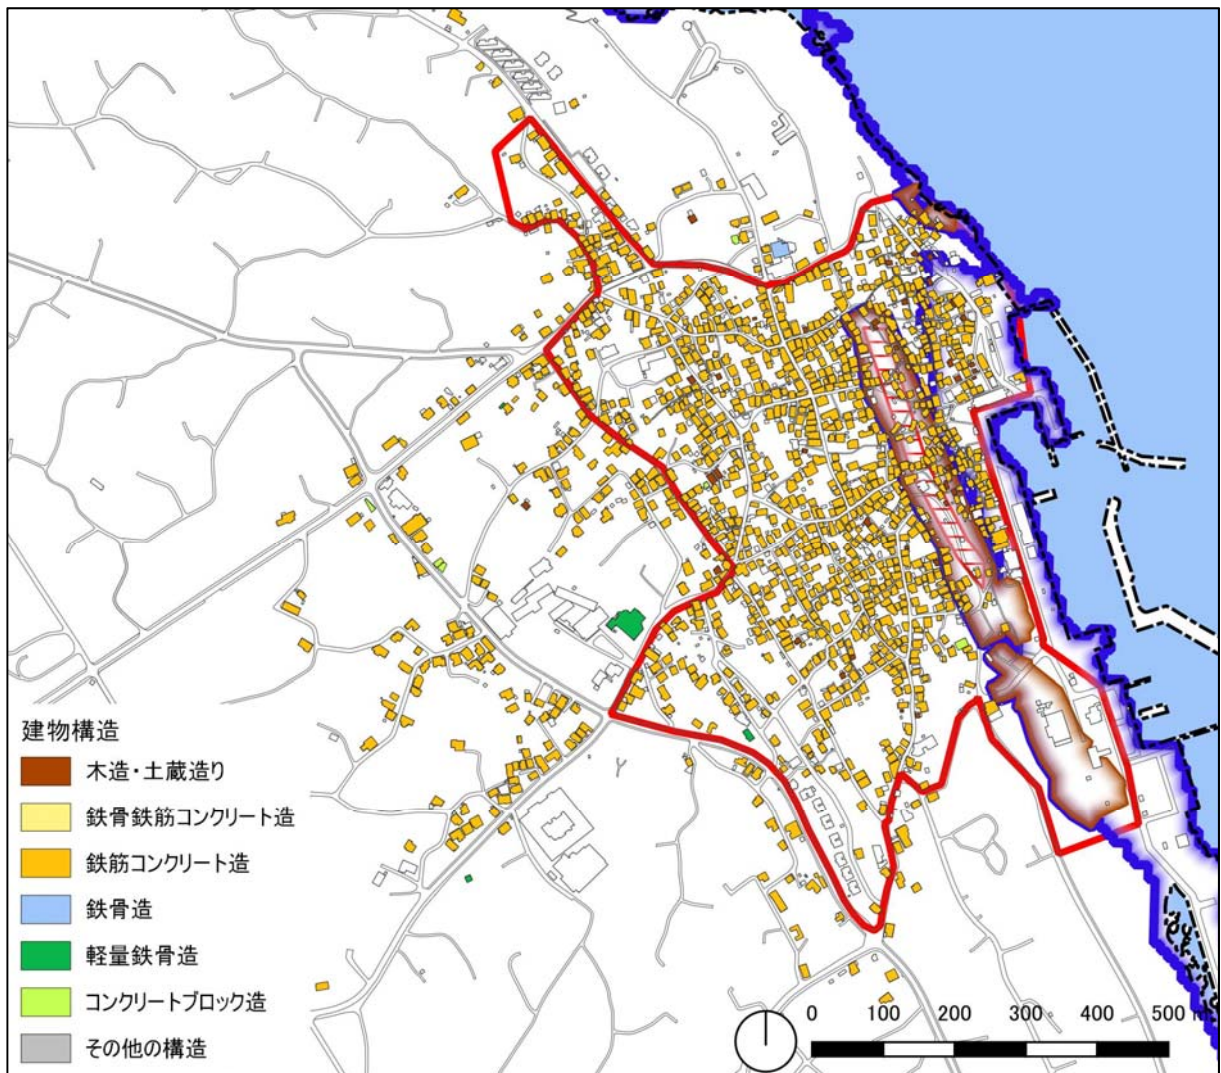 建物構造
木造・土蔵造り
鉄骨鉄筋コンクリート造
鉄筋コンクリート造
鉄骨造
軽量鉄骨造
コンクリートブロック造
その他の構造
0 100 200 300 400 500 m